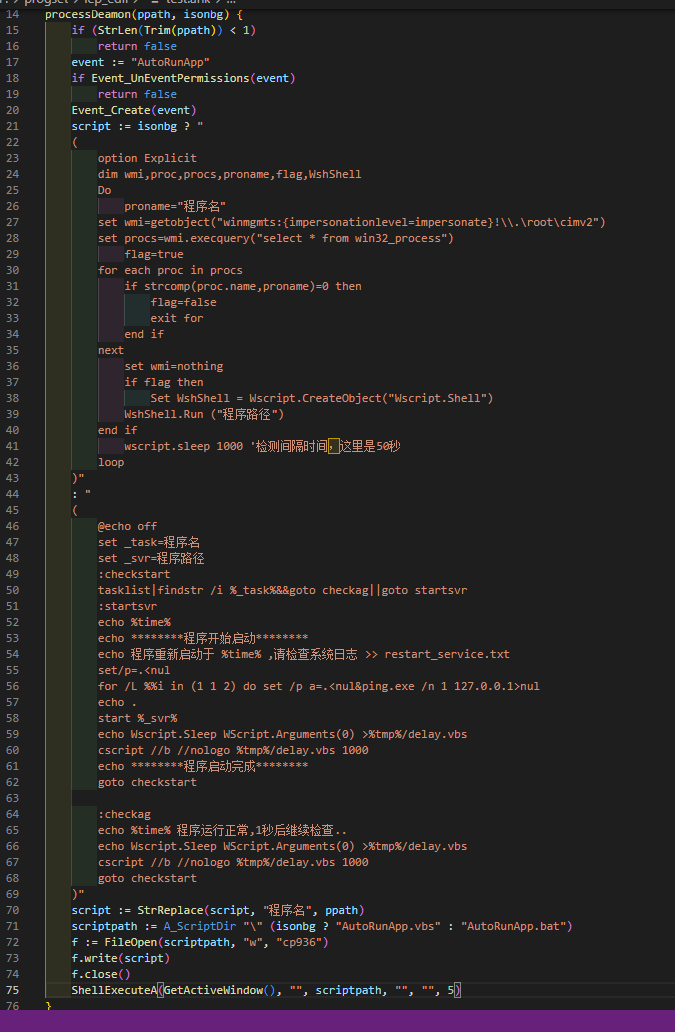 14 processDeamon(ppath, isonbg) {
15 if (StrLen(Trim(ppath)) < 1)
16 return false
17 event := "AutoRunApp"
18 if Event_UnEventPermissions(event)
19 return false
20 Event_Create(event)
21 script := isonbg ? "
22 (
23 option Explicit
24 dim wmi,proc,procs,proname,flag,WshShell
25 Do
26 proname="程序名"
27 set wmi=getobject("winmgmts:{impersonationlevel=impersonate}!\\.\root\cimv2")
28 set procs=wmi.execquery("select * from win32_process")
29 flag=true
30 for each proc in procs
31 if strcomp(proc.name,proname)=0 then
32 flag=false
33 exit for
34 end if
35 next
36 set wmi=nothing
37 if flag then
38 Set WshShell = Wscript.CreateObject("Wscript.Shell")
39 WshShell.Run ("程序路径")
40 end if
41 wscript.sleep 1000 '检测间隔时间，这里是50秒
42 loop
43 )"
44 : "
45 (
46 @echo off
47 set _task=程序名
48 set _svr=程序路径
49 :checkstart
50 tasklist|findstr /i %_task%&&goto checkag||goto startsvr
51 :startsvr
52 echo %time%
53 echo ********程序开始启动********
54 echo 程序重新启动于 %time% ,请检查系统日志 >> restart_service.txt
55 set/p=.<nul
56 for /L %%i in (1 1 2) do set /p a=.<nul&ping.exe /n 1 127.0.0.1>nul
57 echo .
58 start %_svr%
59 echo Wscript.Sleep WScript.Arguments(0) >%tmp%/delay.vbs
60 cscript //b //nologo %tmp%/delay.vbs 1000
61 echo ********程序启动完成********
62 goto checkstart
63
64 :checkag
65 echo %time% 程序运行正常,1秒后继续检查..
66 echo Wscript.Sleep WScript.Arguments(0) >%tmp%/delay.vbs
67 cscript //b //nologo %tmp%/delay.vbs 1000
68 goto checkstart
69 )"
70 script := StrReplace(script, "程序名", ppath)
71 scriptpath := A_ScriptDir "\" (isonbg ? "AutoRunApp.vbs" : "AutoRunApp.bat")
72 f := FileOpen(scriptpath, "w", "cp936")
73 f.write(script)
74 f.close()
75 ShellExecuteA(GetActiveWindow(), "", scriptpath, "", "", 5)
76 }